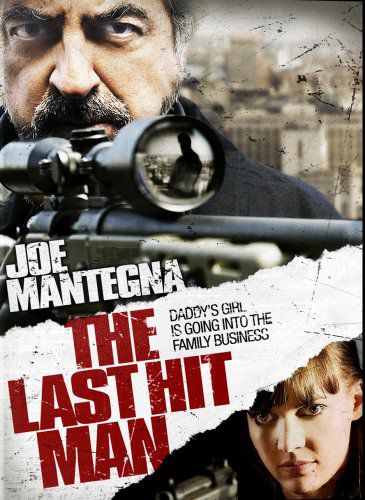 JOE
MANTEGNA
DADDY'S GIRL
IS GOING INTO THE
FAMILY BUSINESS
THE
LAST HIT
MAN